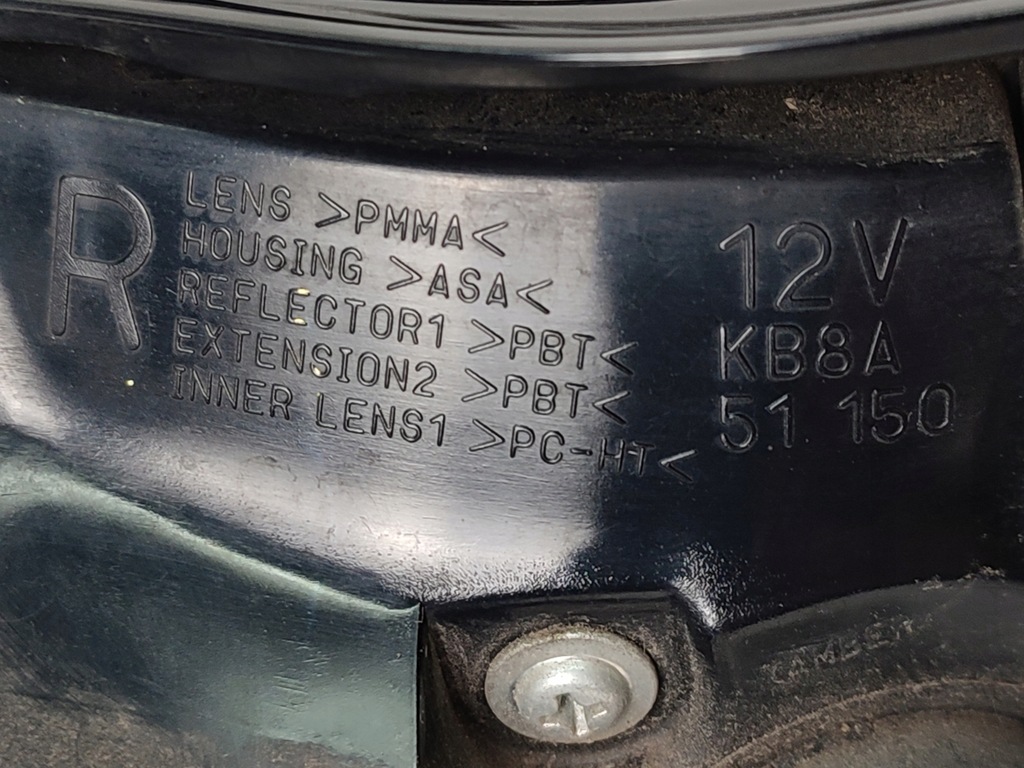 R
LENS >PMMA<
HOUSING >ASA<
REFLECTOR1 >PBT<
EXTENSION2 >PBT<
INNER LENS1 >PC-HT<
12V
KB8A
51 150